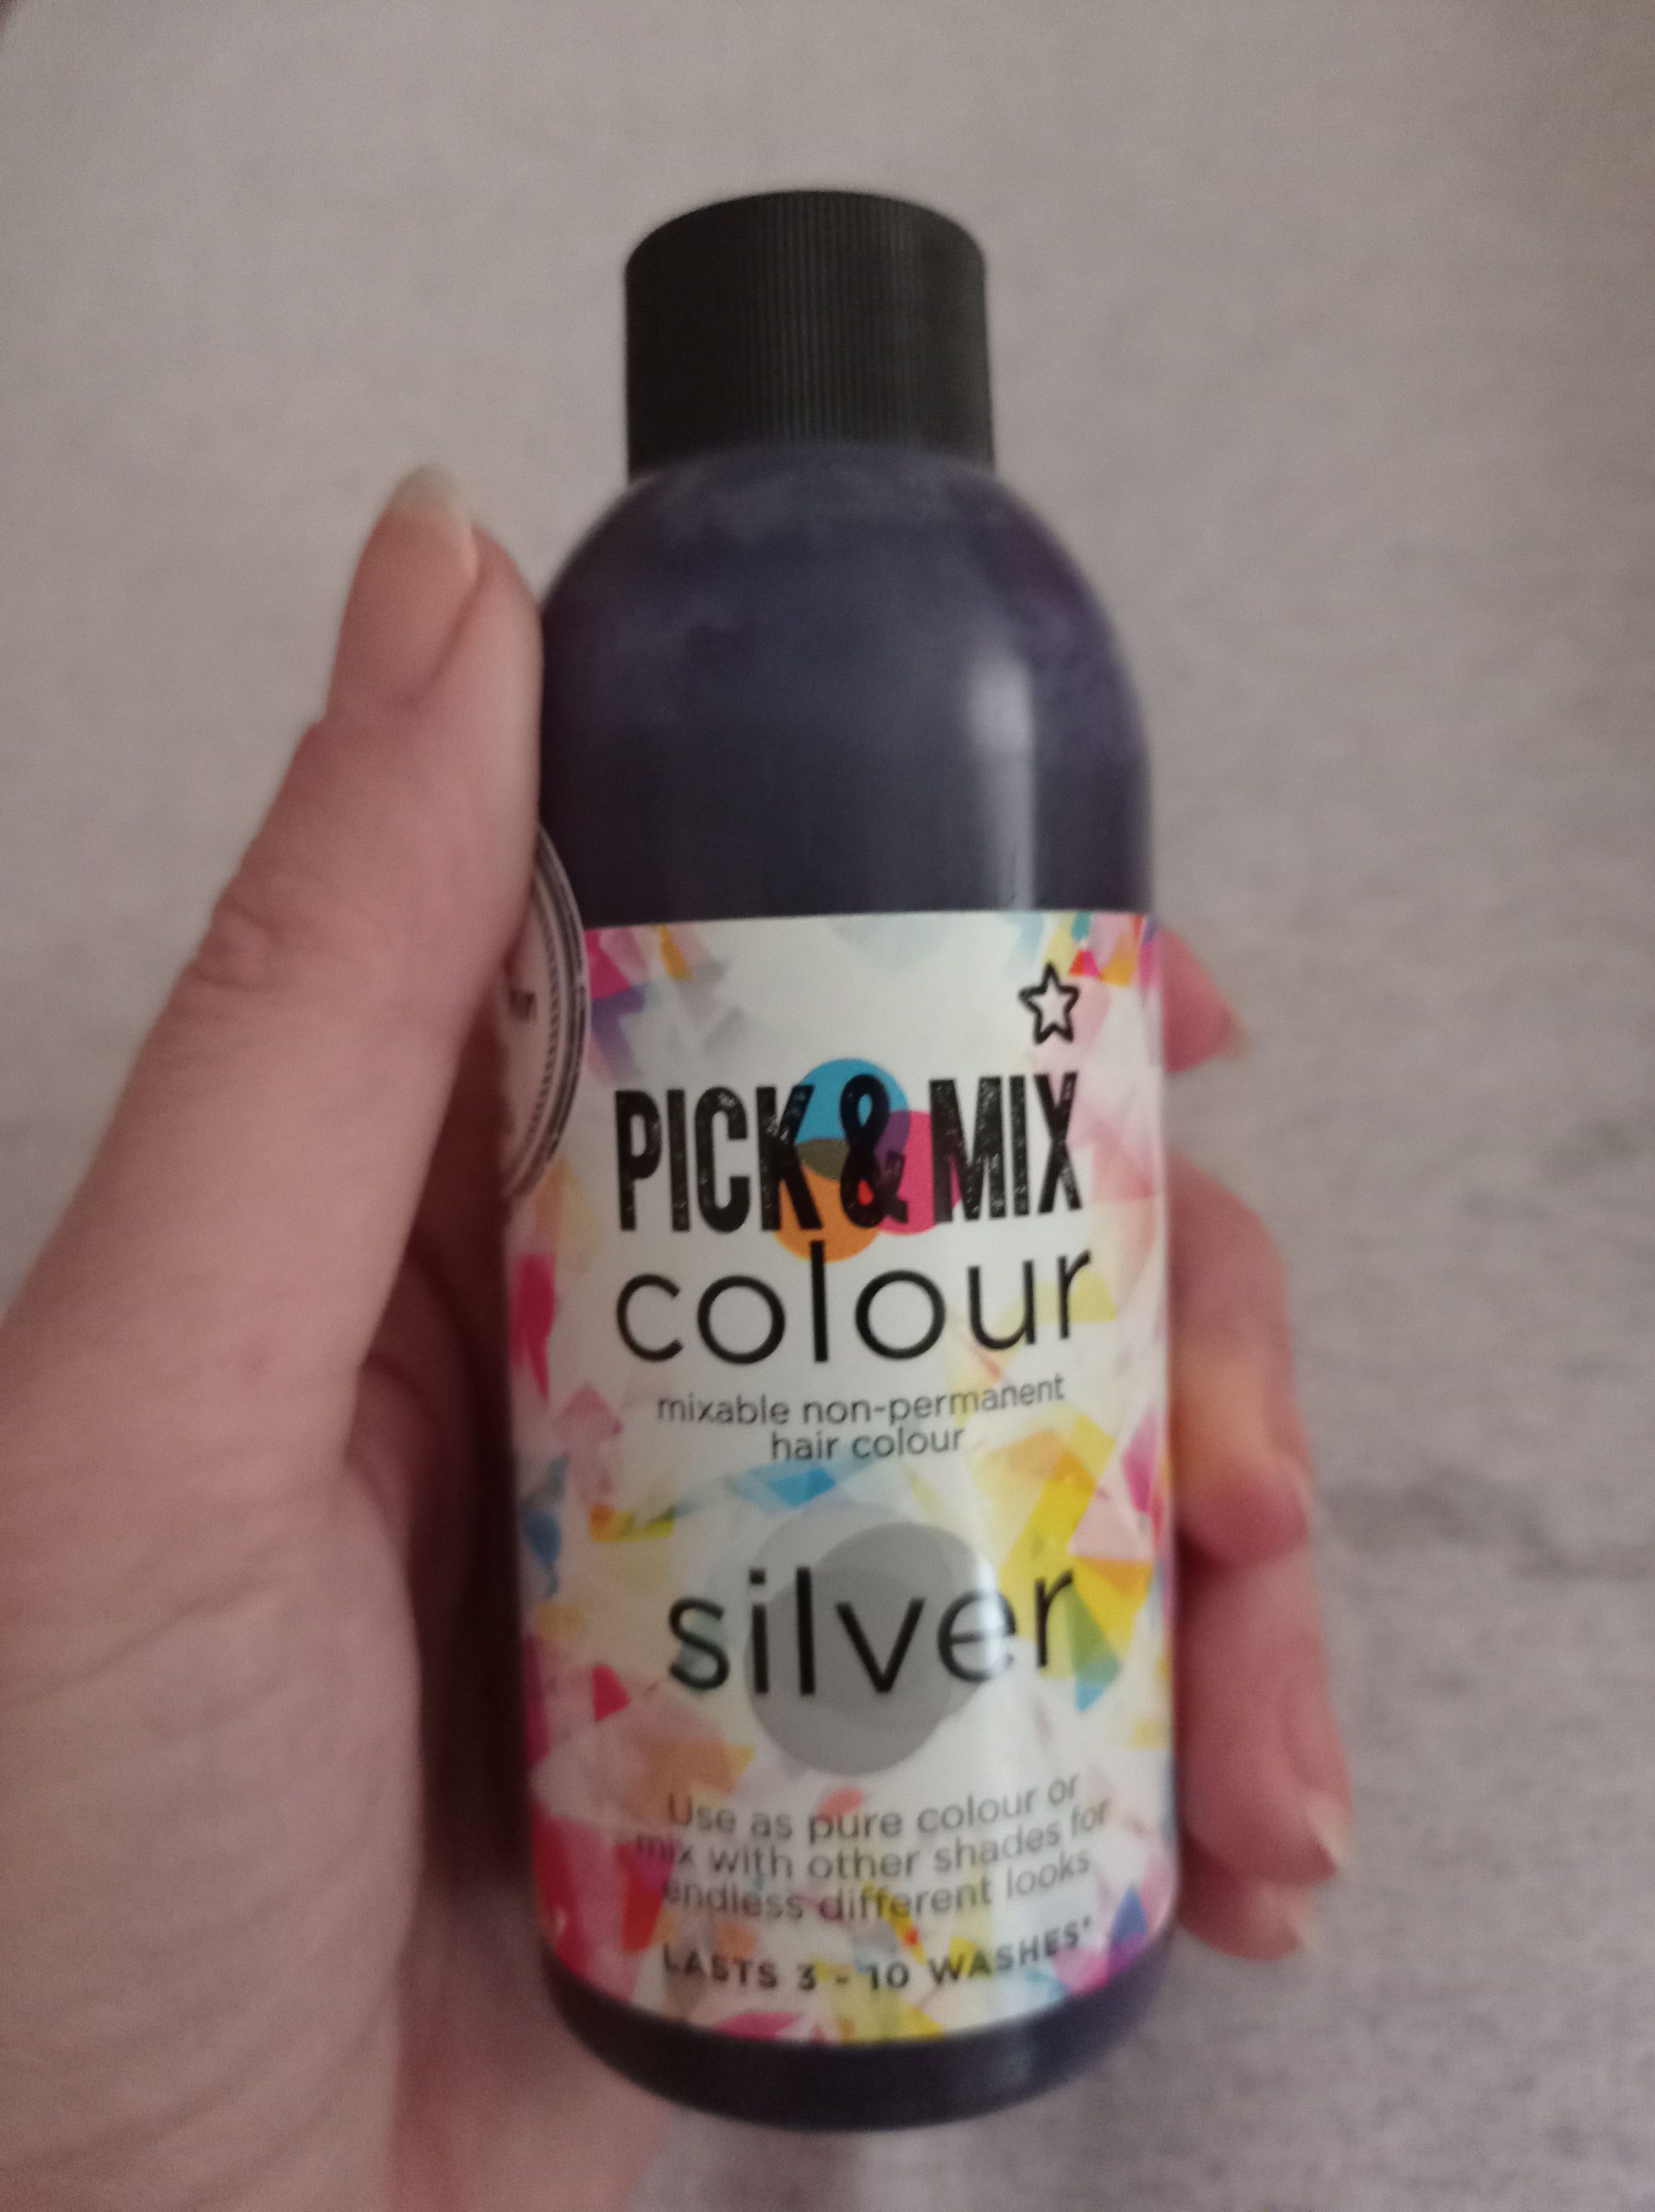 PICK & MIX
colour
mixable non-permanent
hair colour
silver
Use as pure colour or
mix with other shades for
endless different looks
LASTS 3 - 10 WASHES*